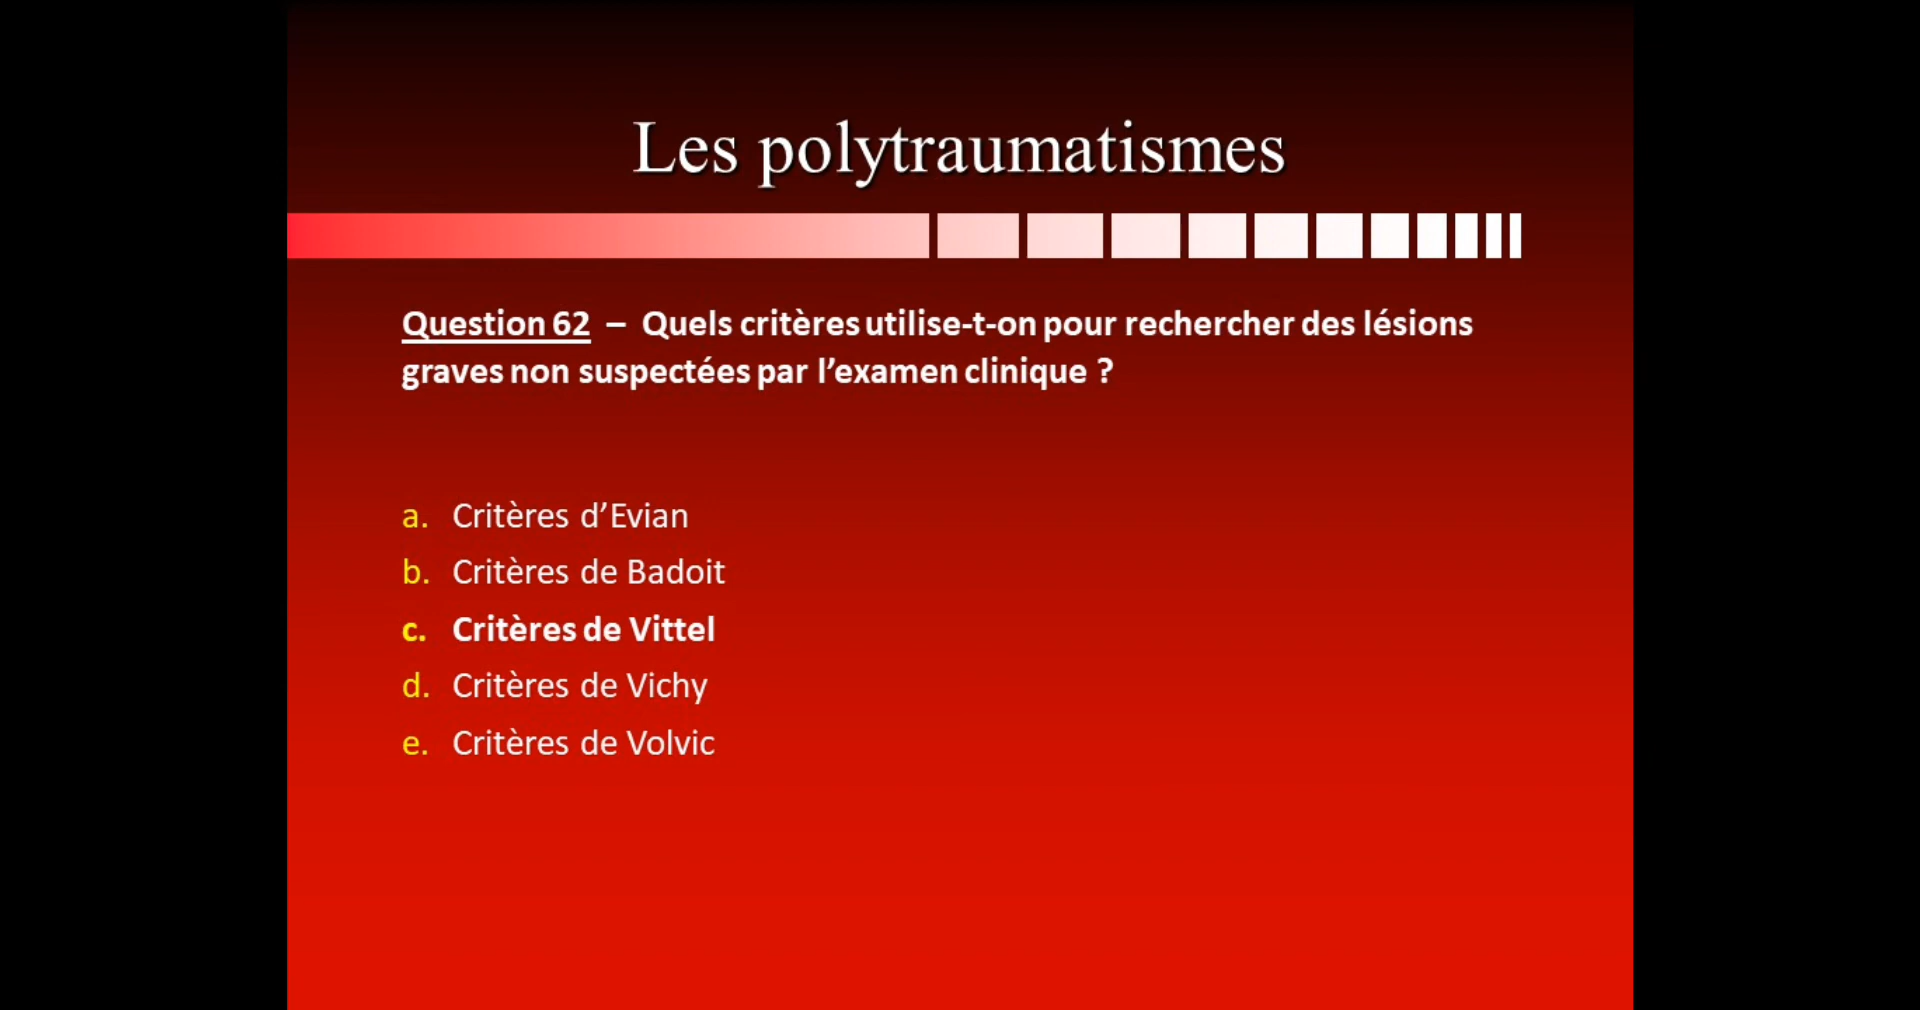 Les polytraumatismes
Question 62 – Quels critères utilise-t-on pour rechercher des lésions
graves non suspectées par l’examen clinique ?
a. Critères d’Evian
b. Critères de Badoit
c. Critères de Vittel
d. Critères de Vichy
e. Critères de Volvic